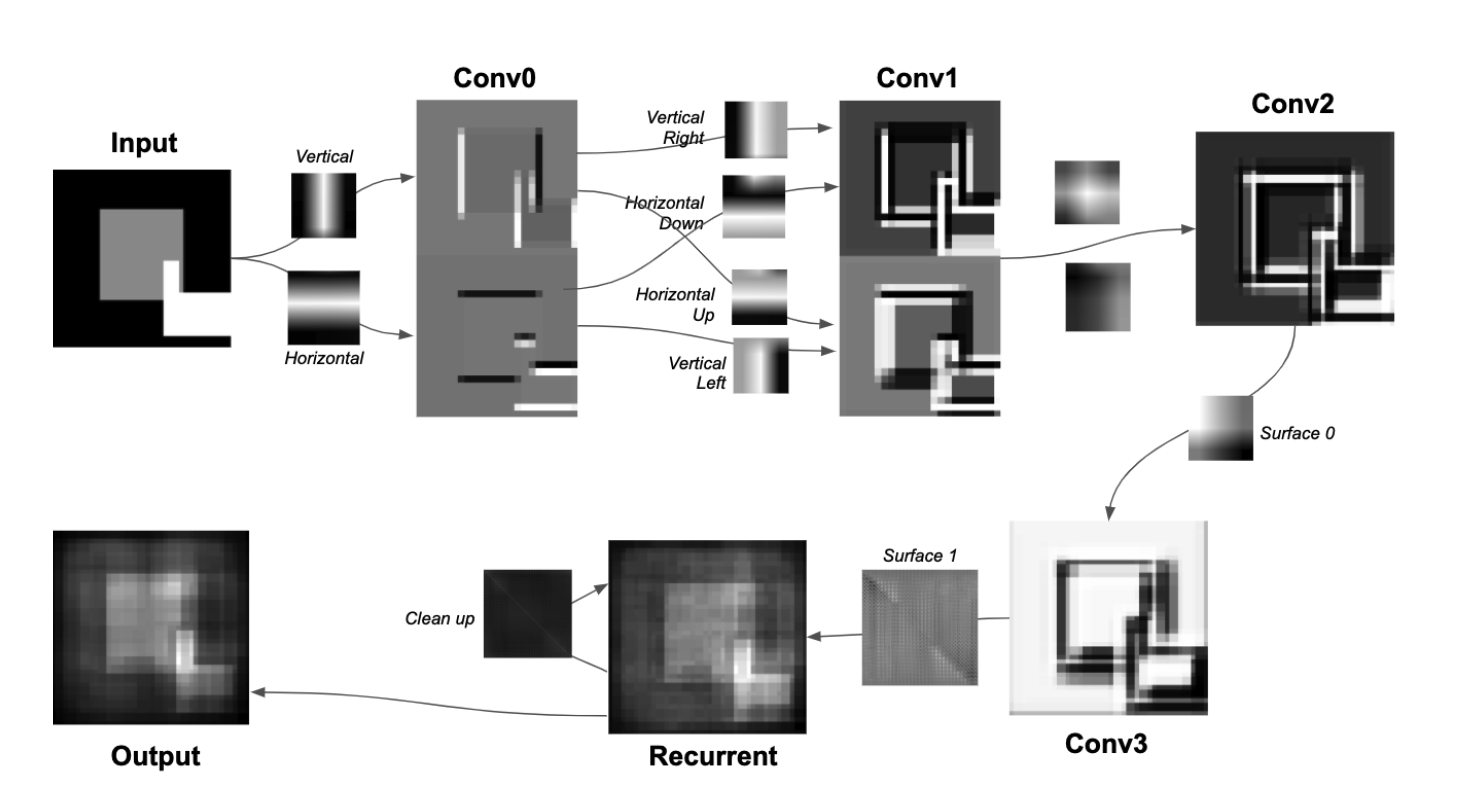 Input
Vertical
Horizontal
Conv0
Vertical
Right
Horizontal
Down
Horizontal
Up
Vertical
Left
Conv1
Conv2
Surface 0
Conv3
Surface 1
Recurrent
Clean up
Output